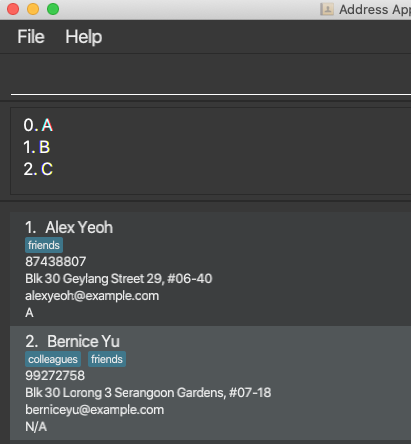 Address App
File Help
0. A
1. B
2. C
1. Alex Yeoh
friends
87438807
Blk 30 Geylang Street 29, #06-40
alexyeoh@example.com
A
2. Bernice Yu
colleagues friends
99272758
Blk 30 Lorong 3 Serangoon Gardens, #07-18
berniceyu@example.com
N/A